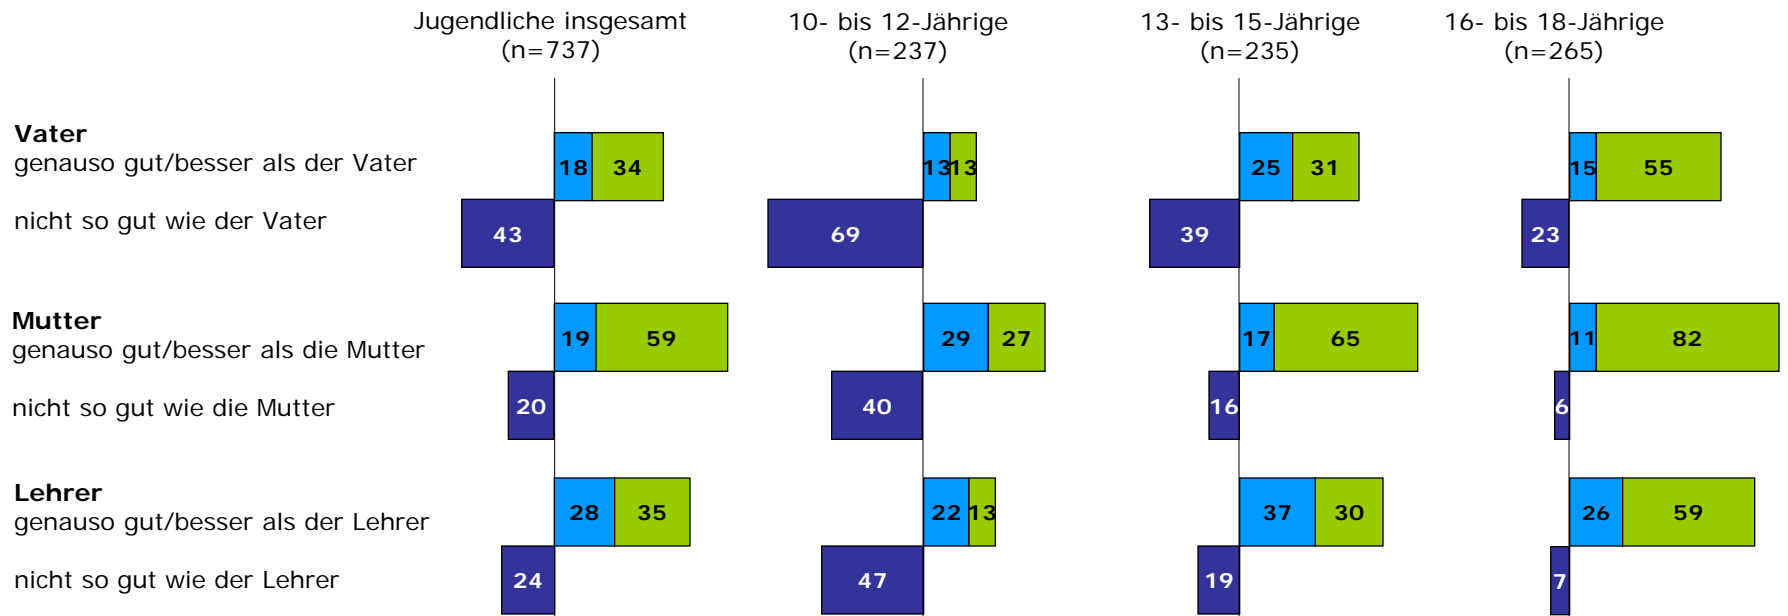 Jugendliche insgesamt
(n=737)
10- bis 12-Jährige
(n=237)
13- bis 15-Jährige
(n=235)
16- bis 18-Jährige
(n=265)
Vater
genauso gut/besser als der Vater
18 34 13 13 25 31 15 55
nicht so gut wie der Vater
43 69 39 23
Mutter
genauso gut/besser als die Mutter
19 59 29 27 17 65 11 82
nicht so gut wie die Mutter
20 40 16 6
Lehrer
genauso gut/besser als der Lehrer
28 35 22 13 37 30 26 59
nicht so gut wie der Lehrer
24 47 19 7